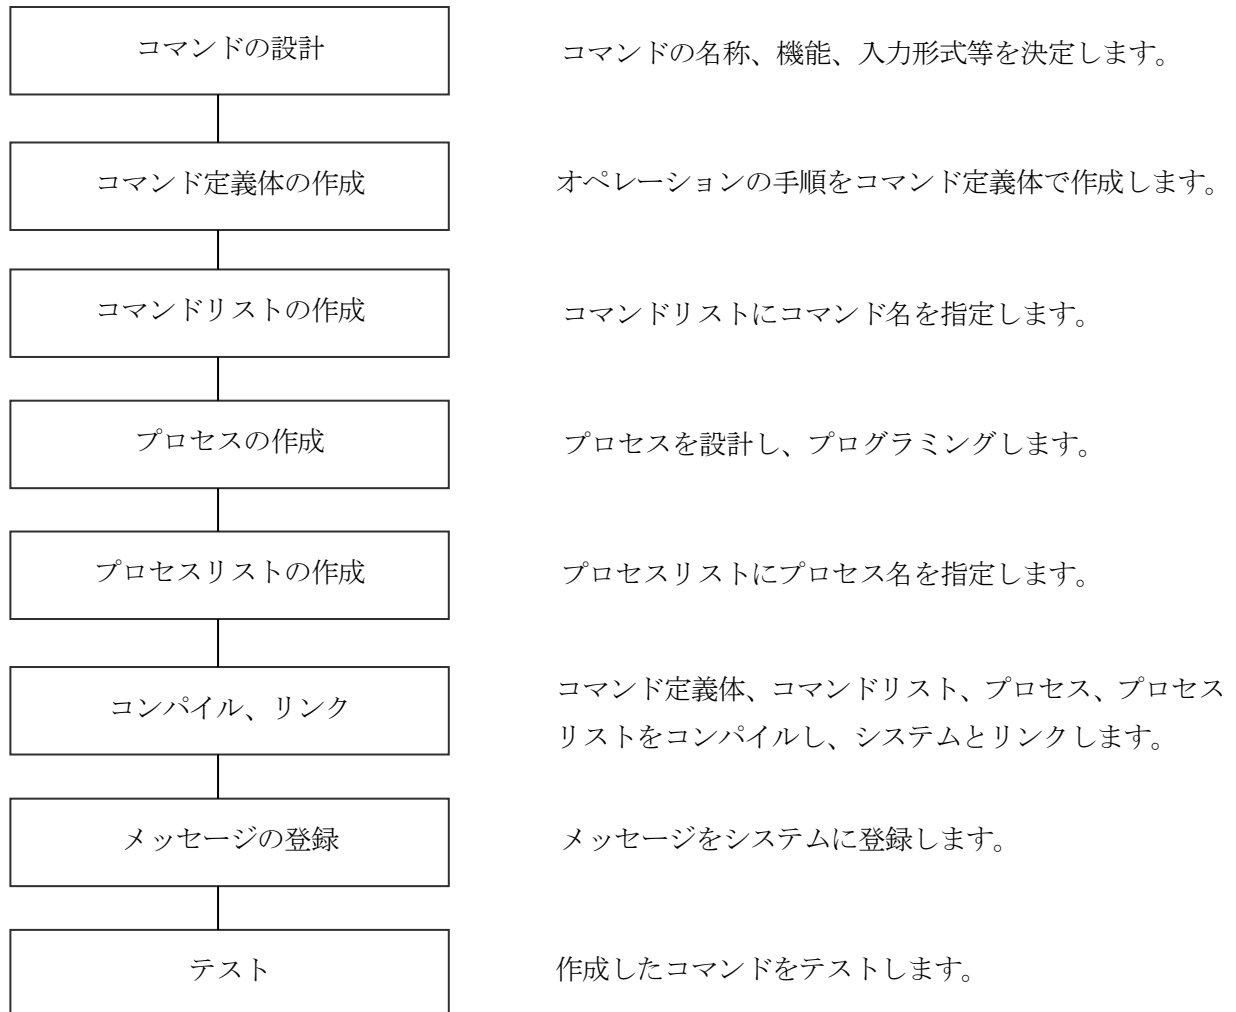 コマンドの設計
コマンドの名称、機能、入力形式等を決定します。
コマンド定義体の作成
オペレーションの手順をコマンド定義体で作成します。
コマンドリストの作成
コマンドリストにコマンド名を指定します。
プロセスの作成
プロセスを設計し、プログラミングします。
プロセスリストの作成
プロセスリストにプロセス名を指定します。
コンパイル、リンク
コマンド定義体、コマンドリスト、プロセス、プロセス
リストをコンパイルし、システムとリンクします。
メッセージの登録
メッセージをシステムに登録します。
テスト
作成したコマンドをテストします。